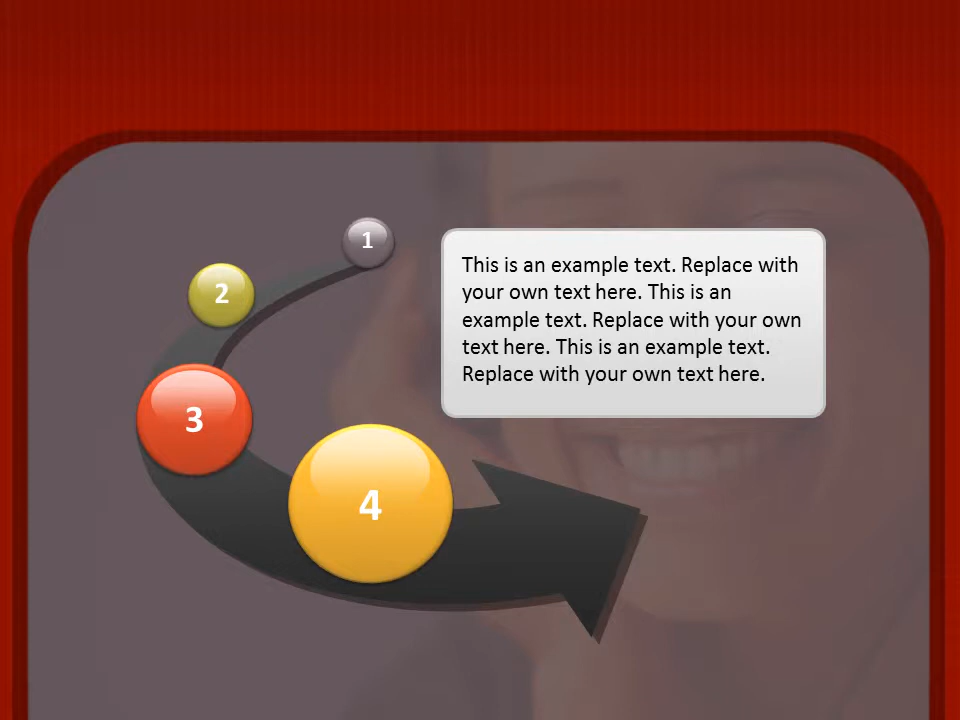 1
2
3
4
This is an example text. Replace with
your own text here. This is an
example text. Replace with your own
text here. This is an example text.
Replace with your own text here.